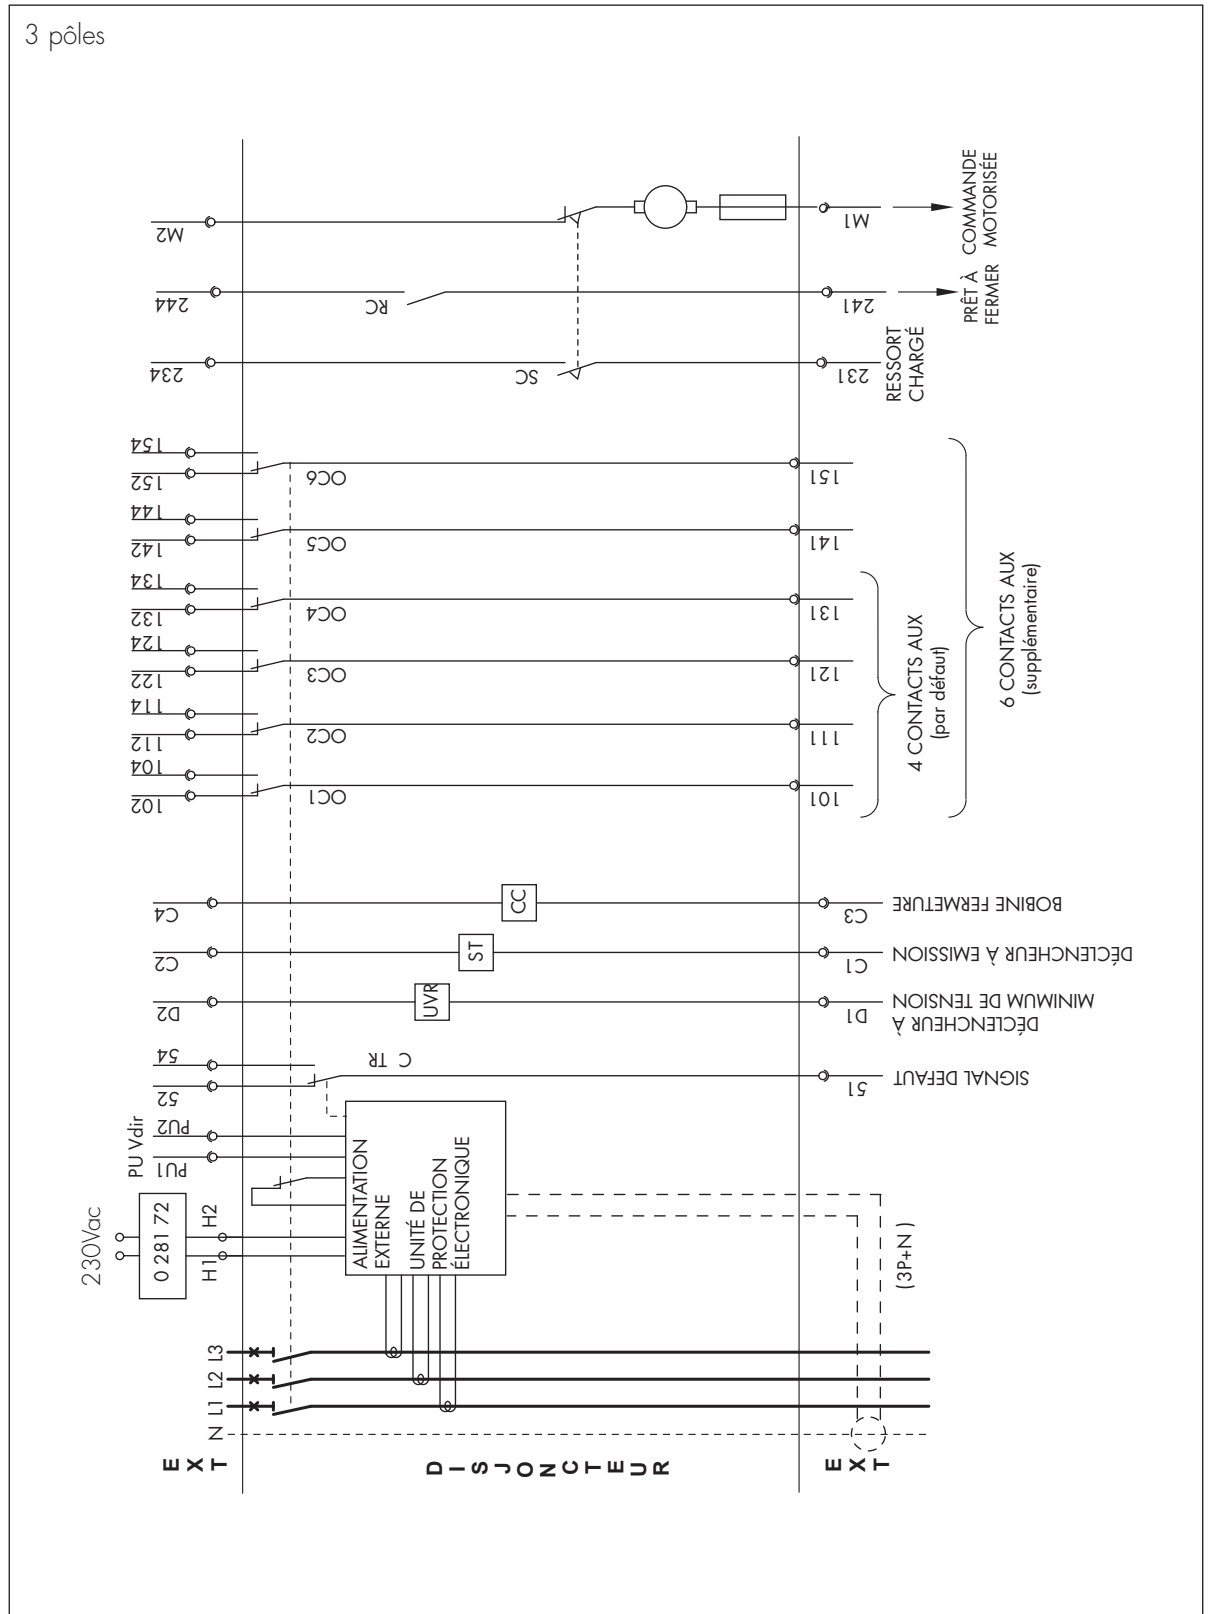 3 pôles
M2
M1
COMMANDE
MOTORISÉE
244
RC
241
PRÊT À
FERMER
234
SC
231
RESSORT
CHARGÉ
154
152
OC6
151
144
142
OC5
141
134
132
OC4
131
124
122
OC3
121
114
112
OC2
111
104
102
OC1
101
4 CONTACTS AUX
(par défaut)
6 CONTACTS AUX
(supplémentaire)
C4
CC
C3
BOBINE FERMETURE
C2
ST
C1
DÉCLENCHEUR À EMISSION
D2
UVR
D1
DÉCLENCHEUR À
MINIMUM DE TENSION
54
52
C TR
51
SIGNAL DEFAUT
PU Vdir
PU2
PU1
230Vac
0 281 72
H2
H1
ALIMENTATION
EXTERNE
UNITÉ DE
PROTECTION
ÉLECTRONIQUE
(3P+N )
L3
L2
L1
N
EXT
DISJONCTEUR
EXT